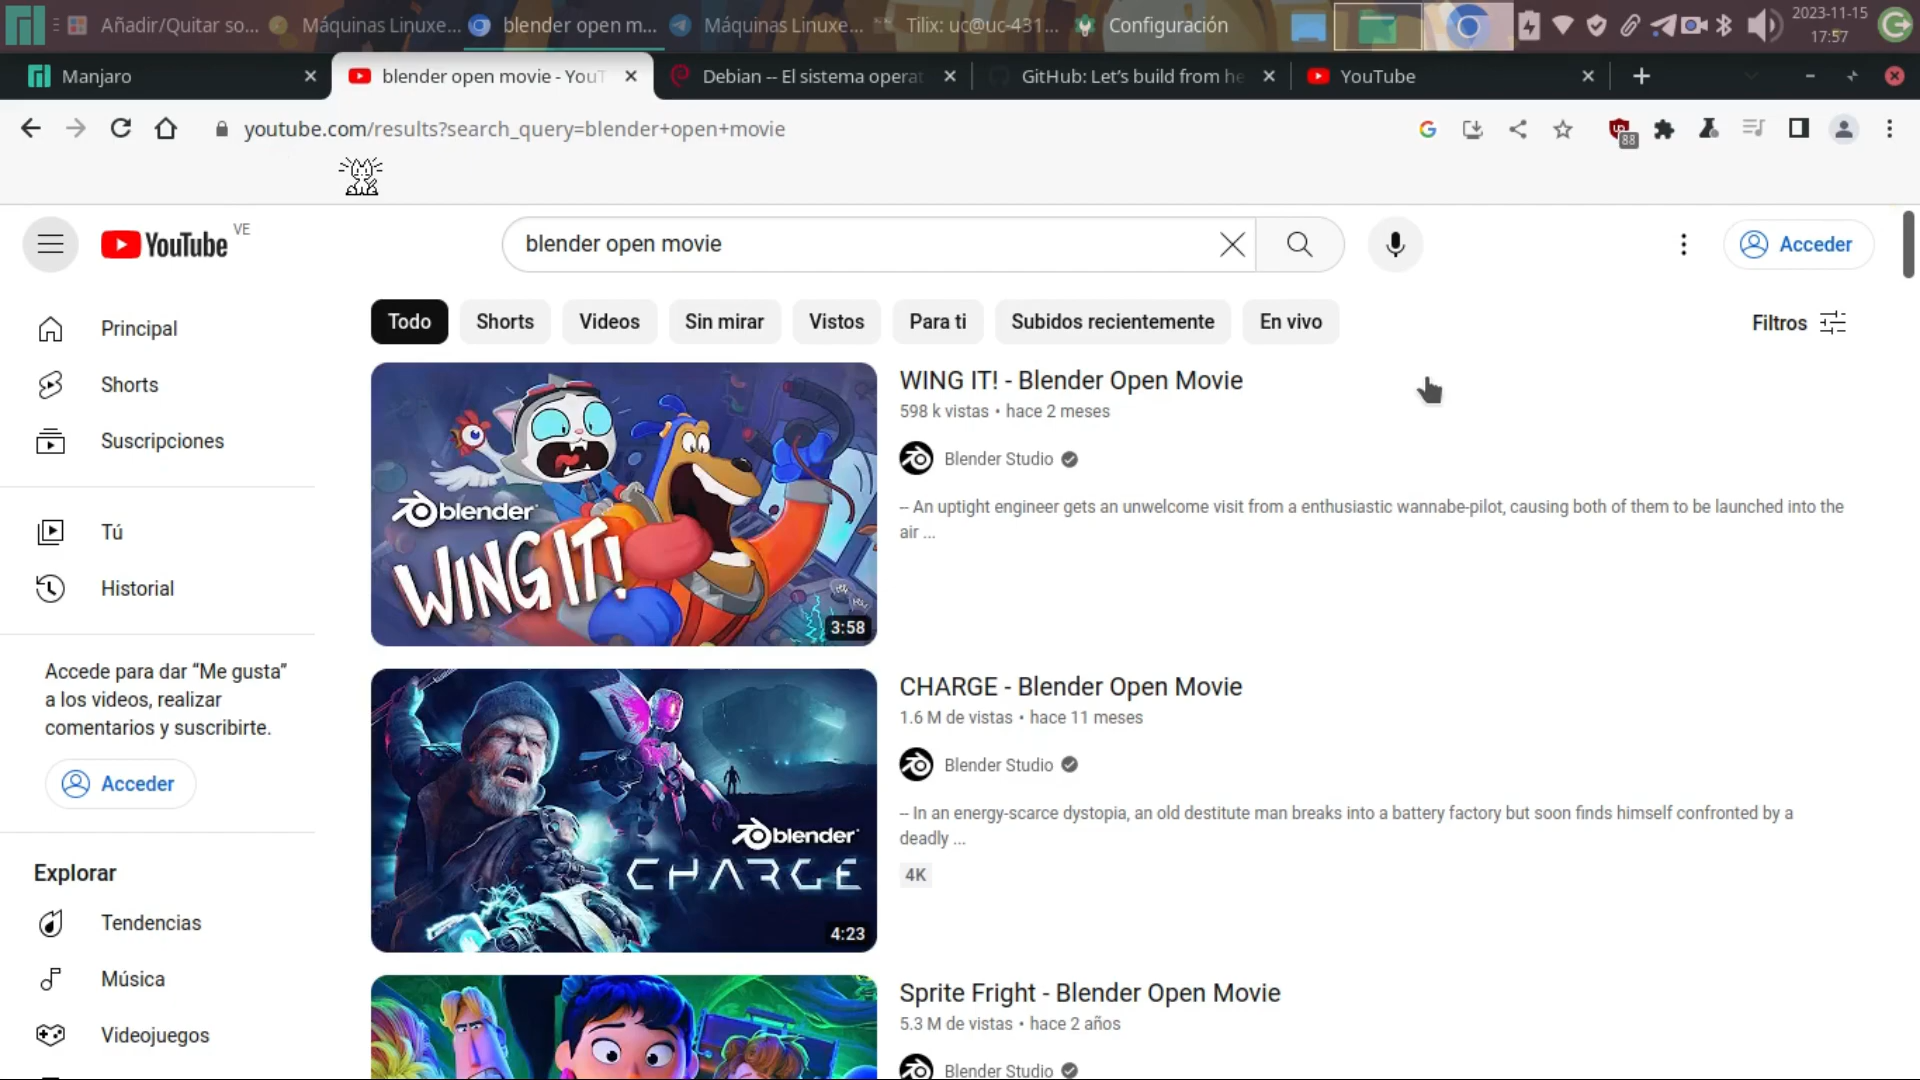 Añadir/Quitar so... Máquinas Linuxe... blender open m... Máquinas Linuxe... Tilix: uc@uc-431... Configuración 2023-11-15
17:57
Manjaro blender open movie - YouT Debian -- El sistema operat GitHub: Let's build from he YouTube
youtube.com/results?search_query=blender+open+movie
88
YouTube VE
blender open movie
Acceder
Todo Shorts Videos Sin mirar Vistos Para ti Subidos recientemente En vivo Filtros
Principal
Shorts
Suscripciones
Tú
Historial
Accede para dar “Me gusta”
a los videos, realizar
comentarios y suscribirte.
Acceder
Explorar
Tendencias
Música
Videojuegos
blender
WING IT!
3:58
WING IT! - Blender Open Movie
598 k vistas • hace 2 meses
Blender Studio
-- An uptight engineer gets an unwelcome visit from a enthusiastic wannabe-pilot, causing both of them to be launched into the
air ...
blender
CHARGE
4:23
CHARGE - Blender Open Movie
1.6 M de vistas • hace 11 meses
Blender Studio
-- In an energy-scarce dystopia, an old destitute man breaks into a battery factory but soon finds himself confronted by a
deadly ...
4K
Sprite Fright - Blender Open Movie
5.3 M de vistas • hace 2 años
Blender Studio